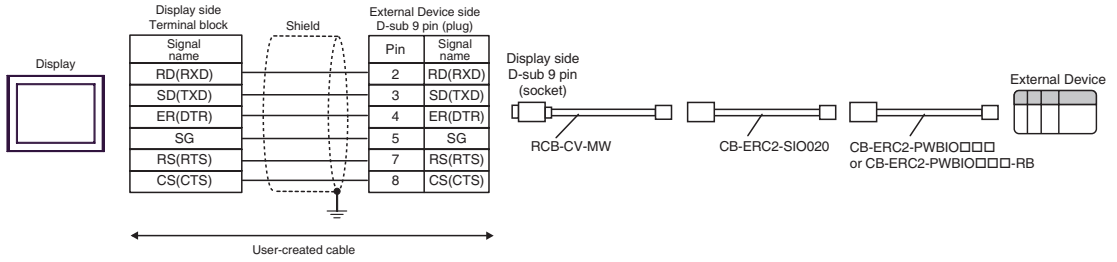 Display
Display side
Terminal block
Shield
External Device side
D-sub 9 pin (plug)
Signal
name
Pin
Signal
name
RD(RXD)
2
RD(RXD)
SD(TXD)
3
SD(TXD)
ER(DTR)
4
ER(DTR)
SG
5
SG
RS(RTS)
7
RS(RTS)
CS(CTS)
8
CS(CTS)
User-created cable
Display side
D-sub 9 pin
(socket)
RCB-CV-MW
CB-ERC2-SIO020
CB-ERC2-PWBIO□□□
or CB-ERC2-PWBIO□□□-RB
External Device